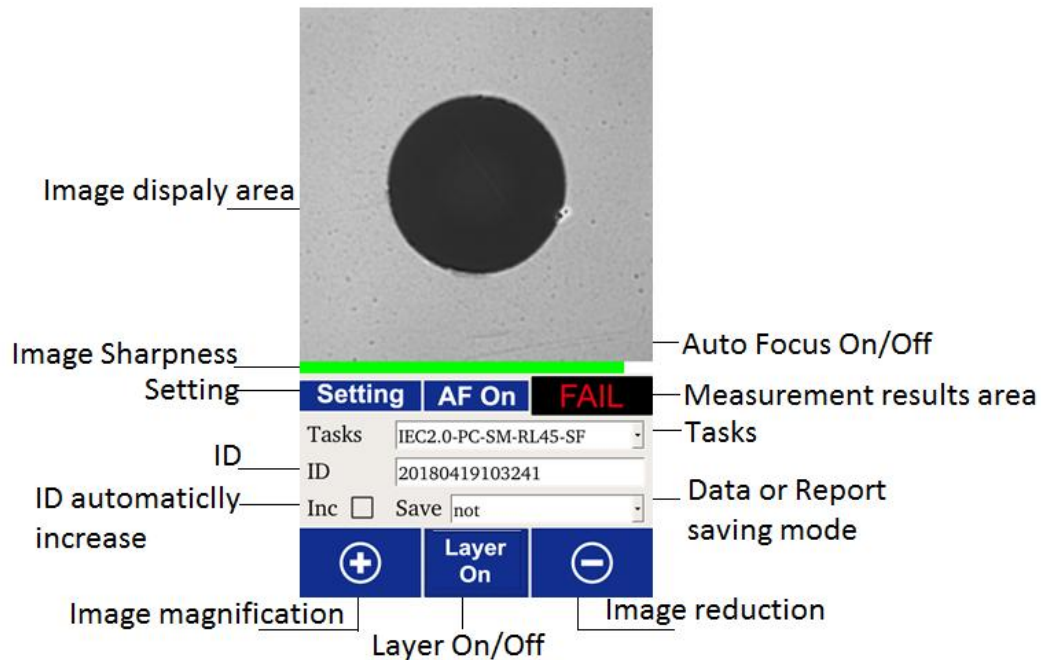 Image dispaly area
Image Sharpness
Auto Focus On/Off
Setting
Setting
AF On
FAIL
Measurement results area
Tasks
IEC2.0-PC-SM-RL45-SF
Tasks
ID
ID
20180419103241
ID automaticlly
increase
Inc
Save
not
Data or Report
saving mode
Layer
On
Image magnification
Layer On/Off
Image reduction